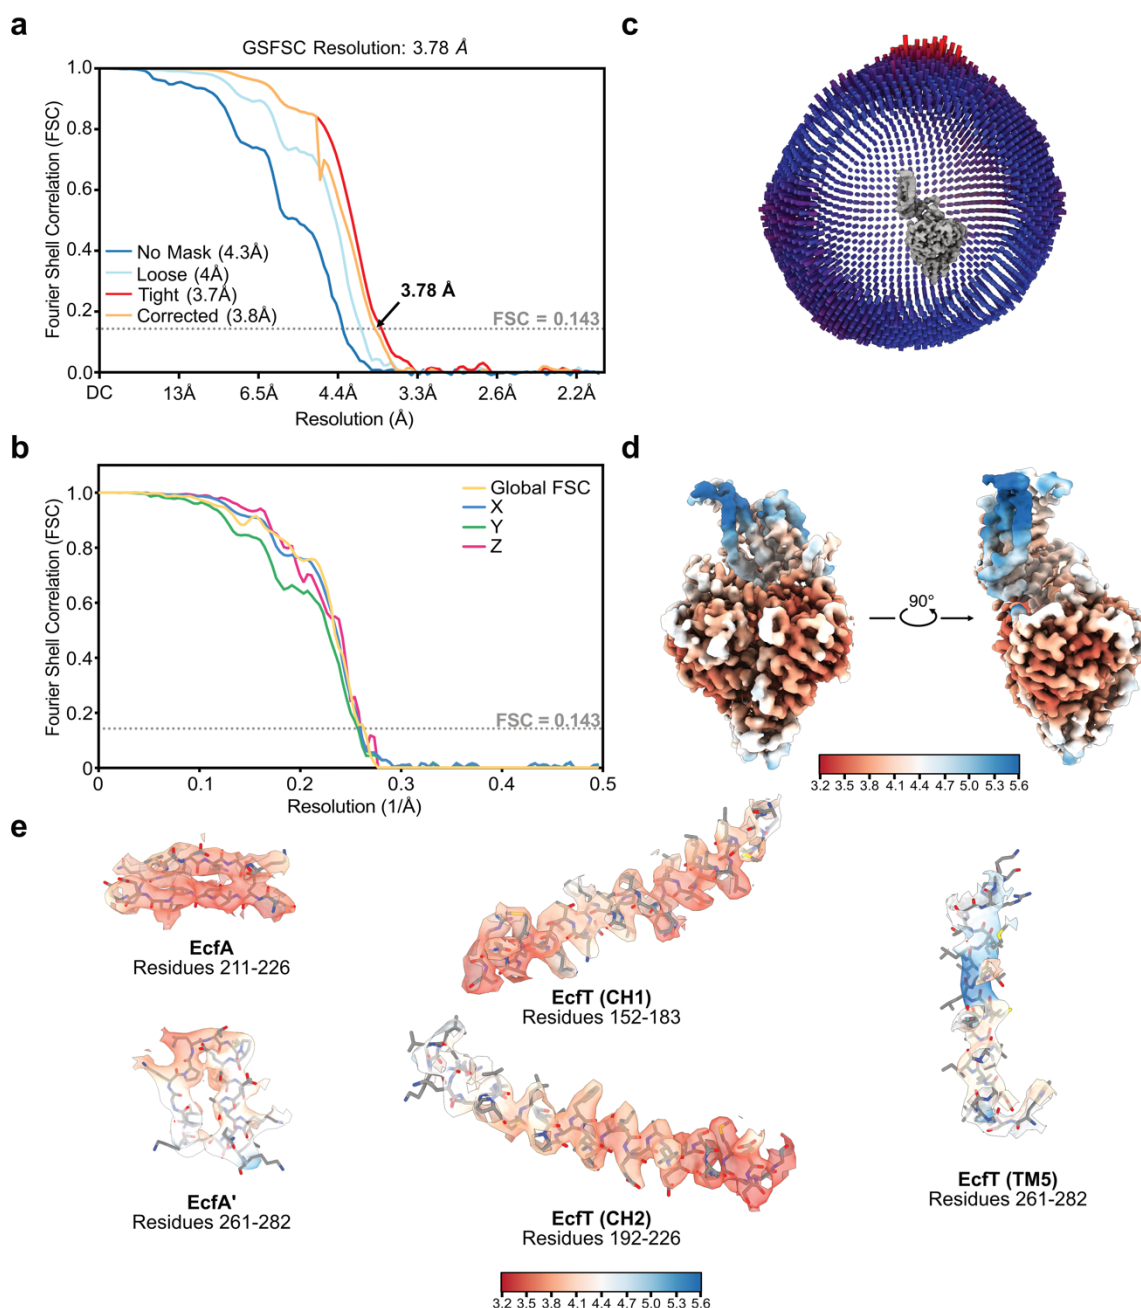 a
GSFSC Resolution: 3.78 Å
Fourier Shell Correlation (FSC)
1.0
0.8
0.6
0.4
0.2
0.0
No Mask (4.3Å)
Loose (4Å)
Tight (3.7Å)
Corrected (3.8Å)
3.78 Å
FSC = 0.143
DC 13Å 6.5Å 4.4Å 3.3Å 2.6Å 2.2Å
Resolution (Å)
b
Fourier Shell Correlation (FSC)
1.0
0.8
0.6
0.4
0.2
0
Global FSC
X
Y
Z
FSC = 0.143
0 0.1 0.2 0.3 0.4 0.5
Resolution (1/Å)
c
d
90°
3.2 3.5 3.8 4.1 4.4 4.7 5.0 5.3 5.6
e
EcfA
Residues 211-226
EcfT (CH1)
Residues 152-183
EcfA'
Residues 261-282
EcfT (CH2)
Residues 192-226
EcfT (TM5)
Residues 261-282
3.2 3.5 3.8 4.1 4.4 4.7 5.0 5.3 5.6